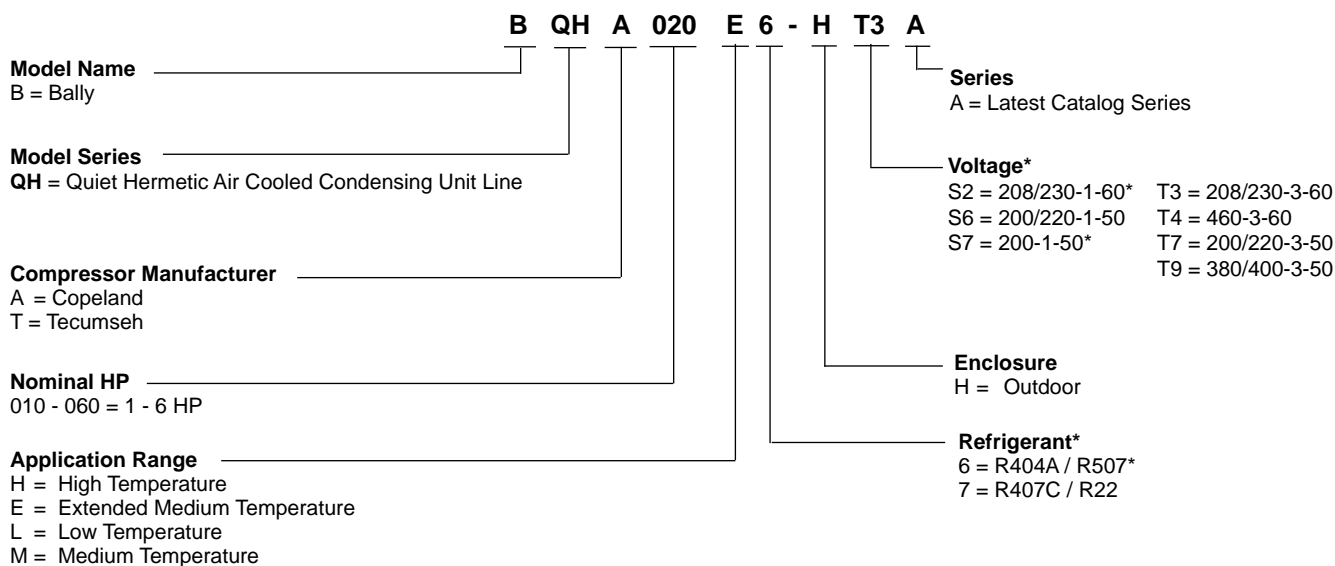 B QH A 020 E 6 - H T3 A
Model Name
B = Bally
Model Series
QH = Quiet Hermetic Air Cooled Condensing Unit Line
Compressor Manufacturer
A = Copeland
T = Tecumseh
Nominal HP
010 - 060 = 1 - 6 HP
Application Range
H = High Temperature
E = Extended Medium Temperature
L = Low Temperature
M = Medium Temperature
Series
A = Latest Catalog Series
Voltage*
S2 = 208/230-1-60* T3 = 208/230-3-60
S6 = 200/220-1-50 T4 = 460-3-60
S7 = 200-1-50* T7 = 200/220-3-50
T9 = 380/400-3-50
Enclosure
H = Outdoor
Refrigerant*
6 = R404A / R507*
7 = R407C / R22